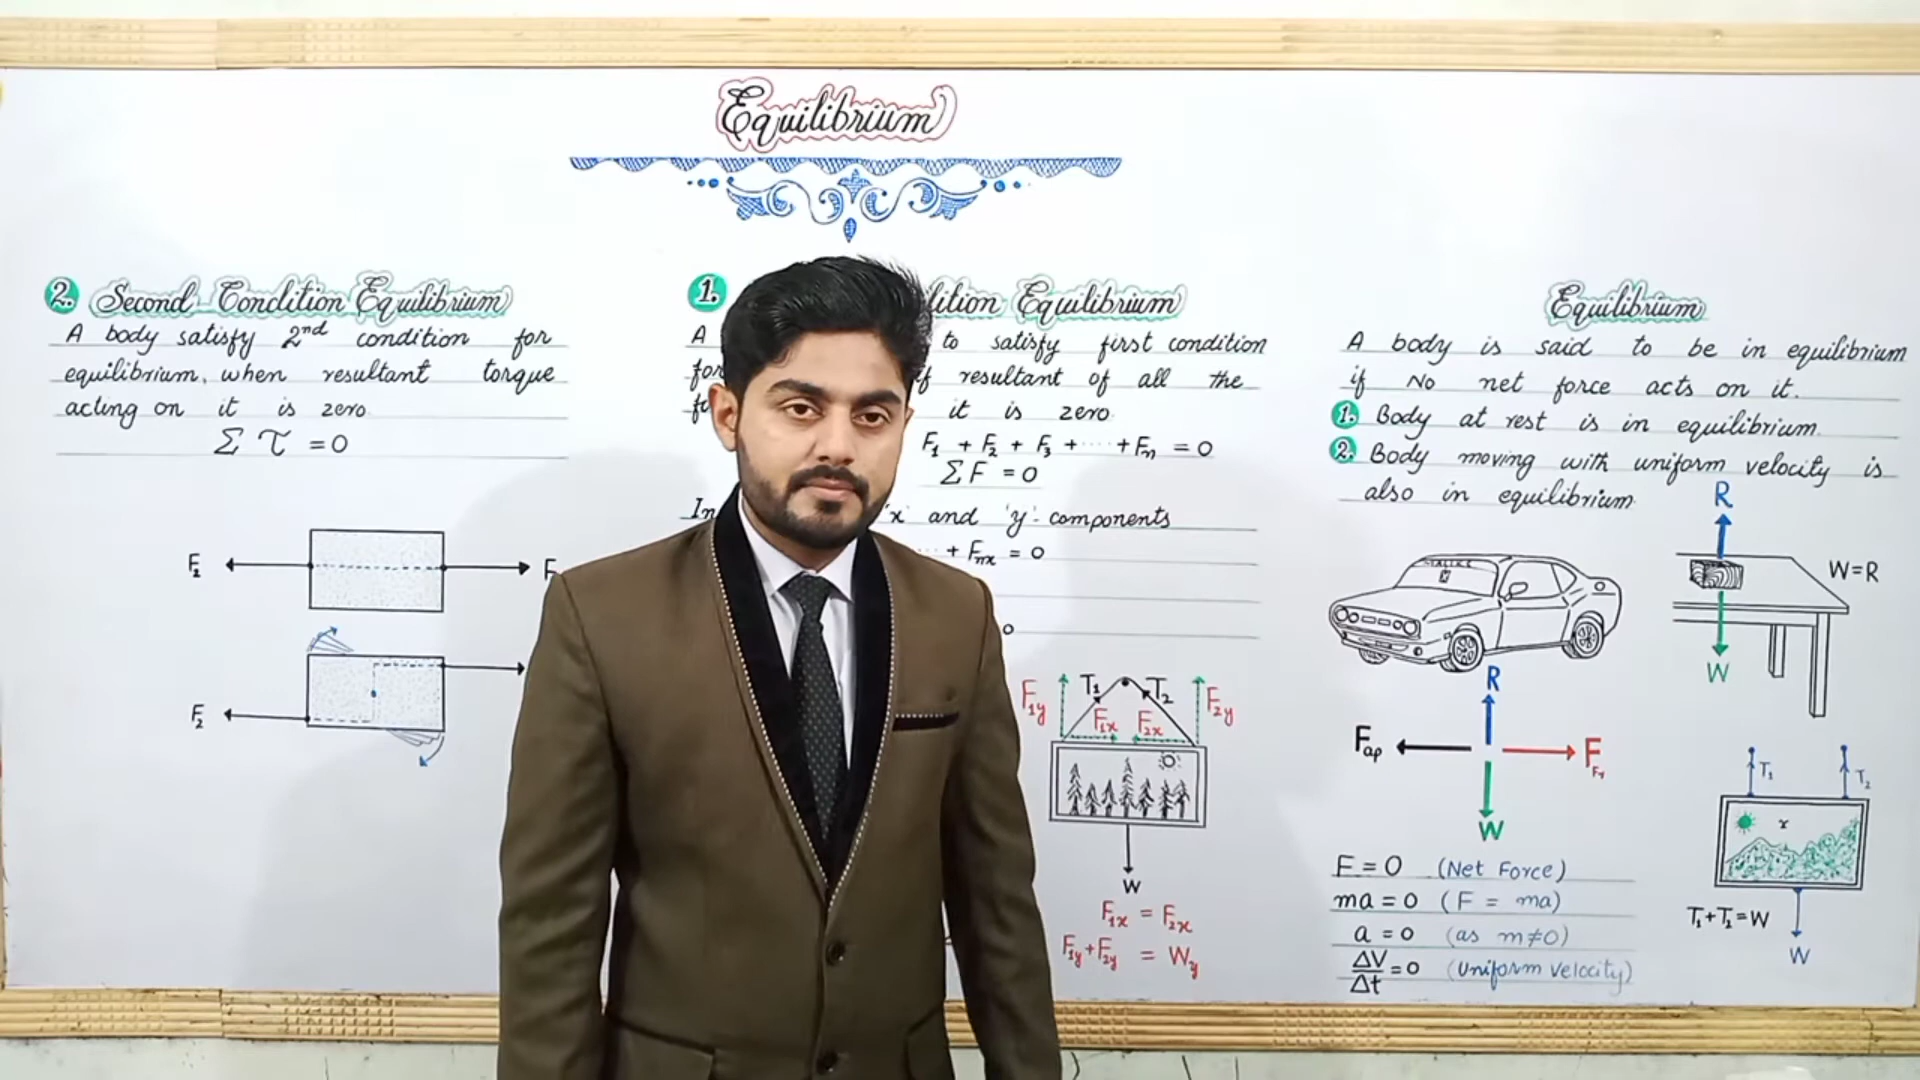 Equilibrium
2. Second Condition Equilibrium
A body satisfy 2nd condition for
equilibrium, when resultant torque
acting on it is zero
Σ τ = 0
F2
F
F2
1. Equilibrium
A to satisfy first condition
for if resultant of all the
it is zero
F1 + F2 + F3 + ..... + Fn = 0
ΣF = 0
In 'x' and 'y' components
... + Fnx = 0
0
F1y T1 T2 F2y
F1x F2x
W
F1x = F2x
F1y + F2y = Wy
Equilibrium
A body is said to be in equilibrium
if No net force acts on it.
1. Body at rest is in equilibrium
2. Body moving with uniform velocity is
also in equilibrium
R
W=R
W
R
Fap
FFr
W
T1 T2
T1+T2=W
W
F = 0 (Net Force)
ma = 0 (F = ma)
a = 0 (as m≠0)
ΔV/Δt = 0 (Uniform velocity)